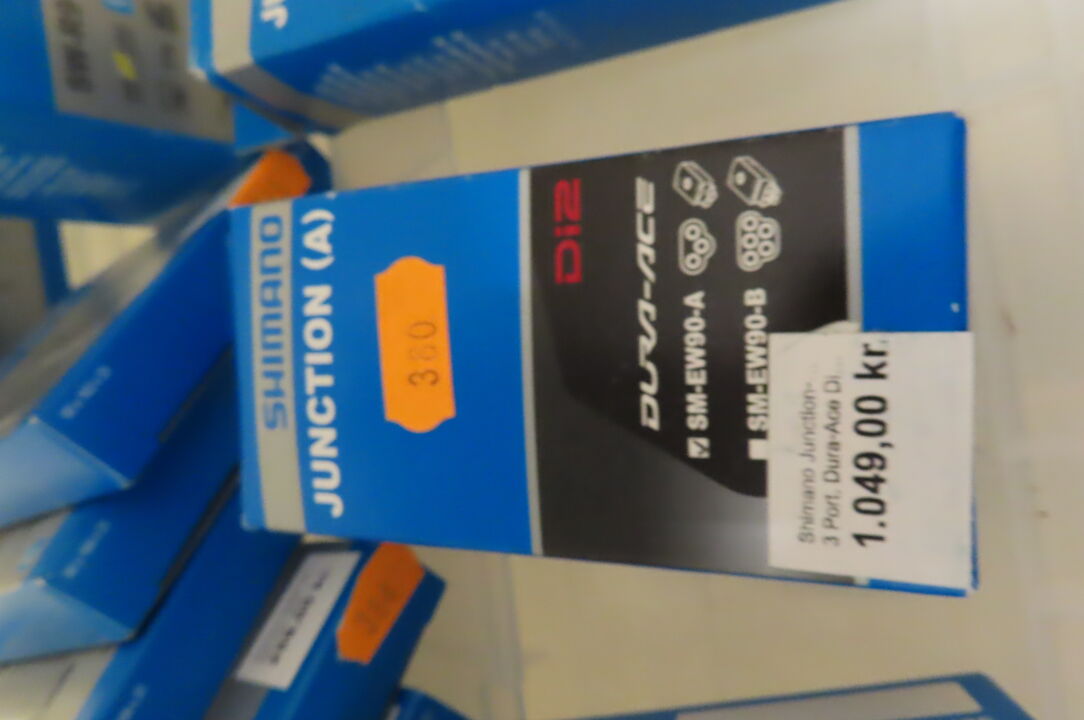 SHIMANO
JUNCTION (A)
380
Di2
DURA-ACE
SM-EW90-A
SM-EW90-B
Shimano Junction-
3 Port. Dura-Ace Di...
1.049,00 kr.